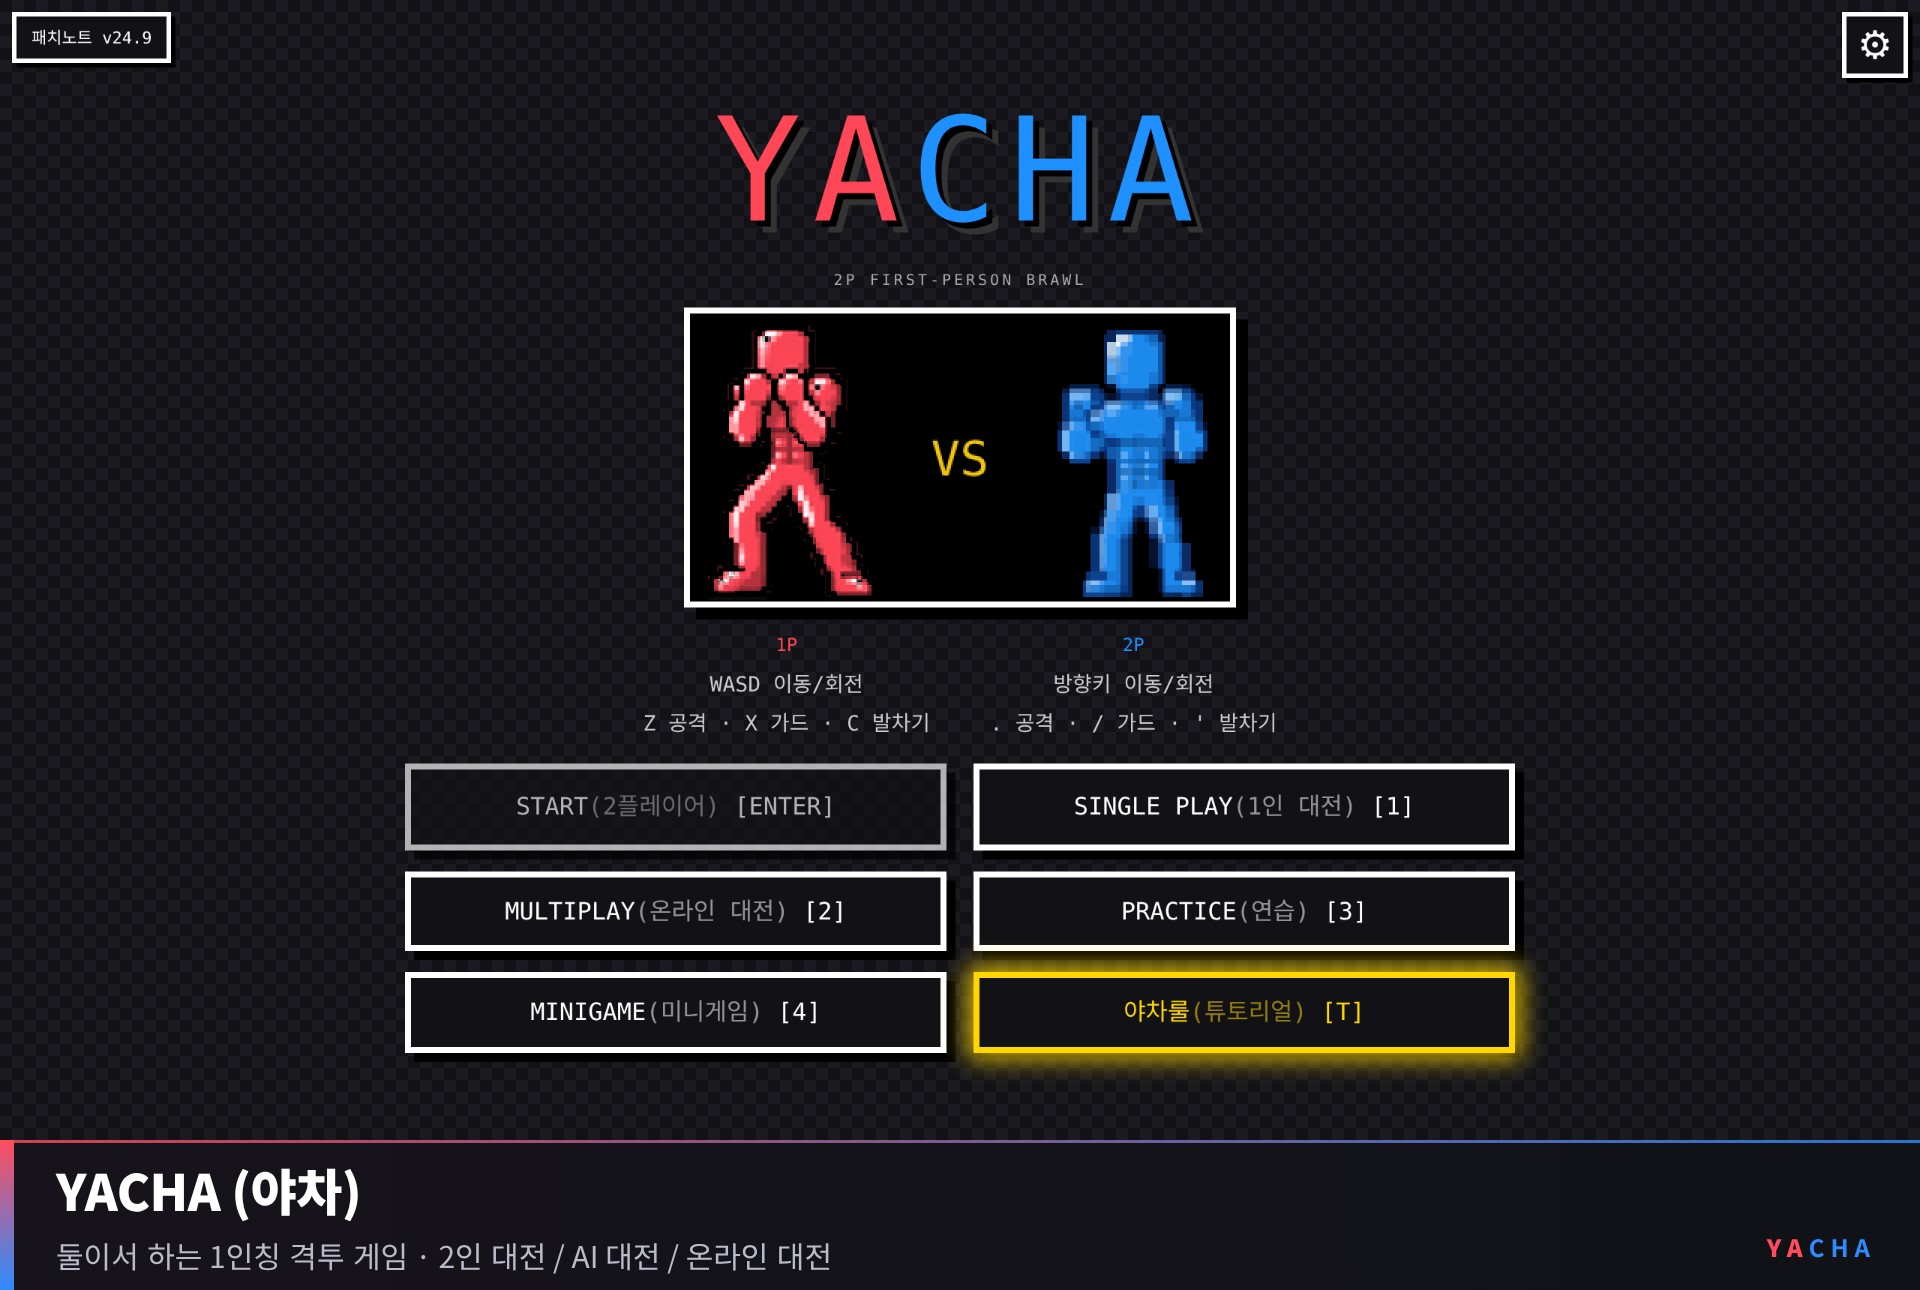 패치노트 v24.9
⚙
YACHA
2P FIRST-PERSON BRAWL
VS
1P
2P
WASD 이동/회전
방향키 이동/회전
Z 공격 · X 가드 · C 발차기
. 공격 · / 가드 · ' 발차기
START(2플레이어) [ENTER]
SINGLE PLAY(1인 대전) [1]
MULTIPLAY(온라인 대전) [2]
PRACTICE(연습) [3]
MINIGAME(미니게임) [4]
야차룰(튜토리얼) [T]
YACHA (야차)
둘이서 하는 1인칭 격투 게임 · 2인 대전 / AI 대전 / 온라인 대전
YACHA